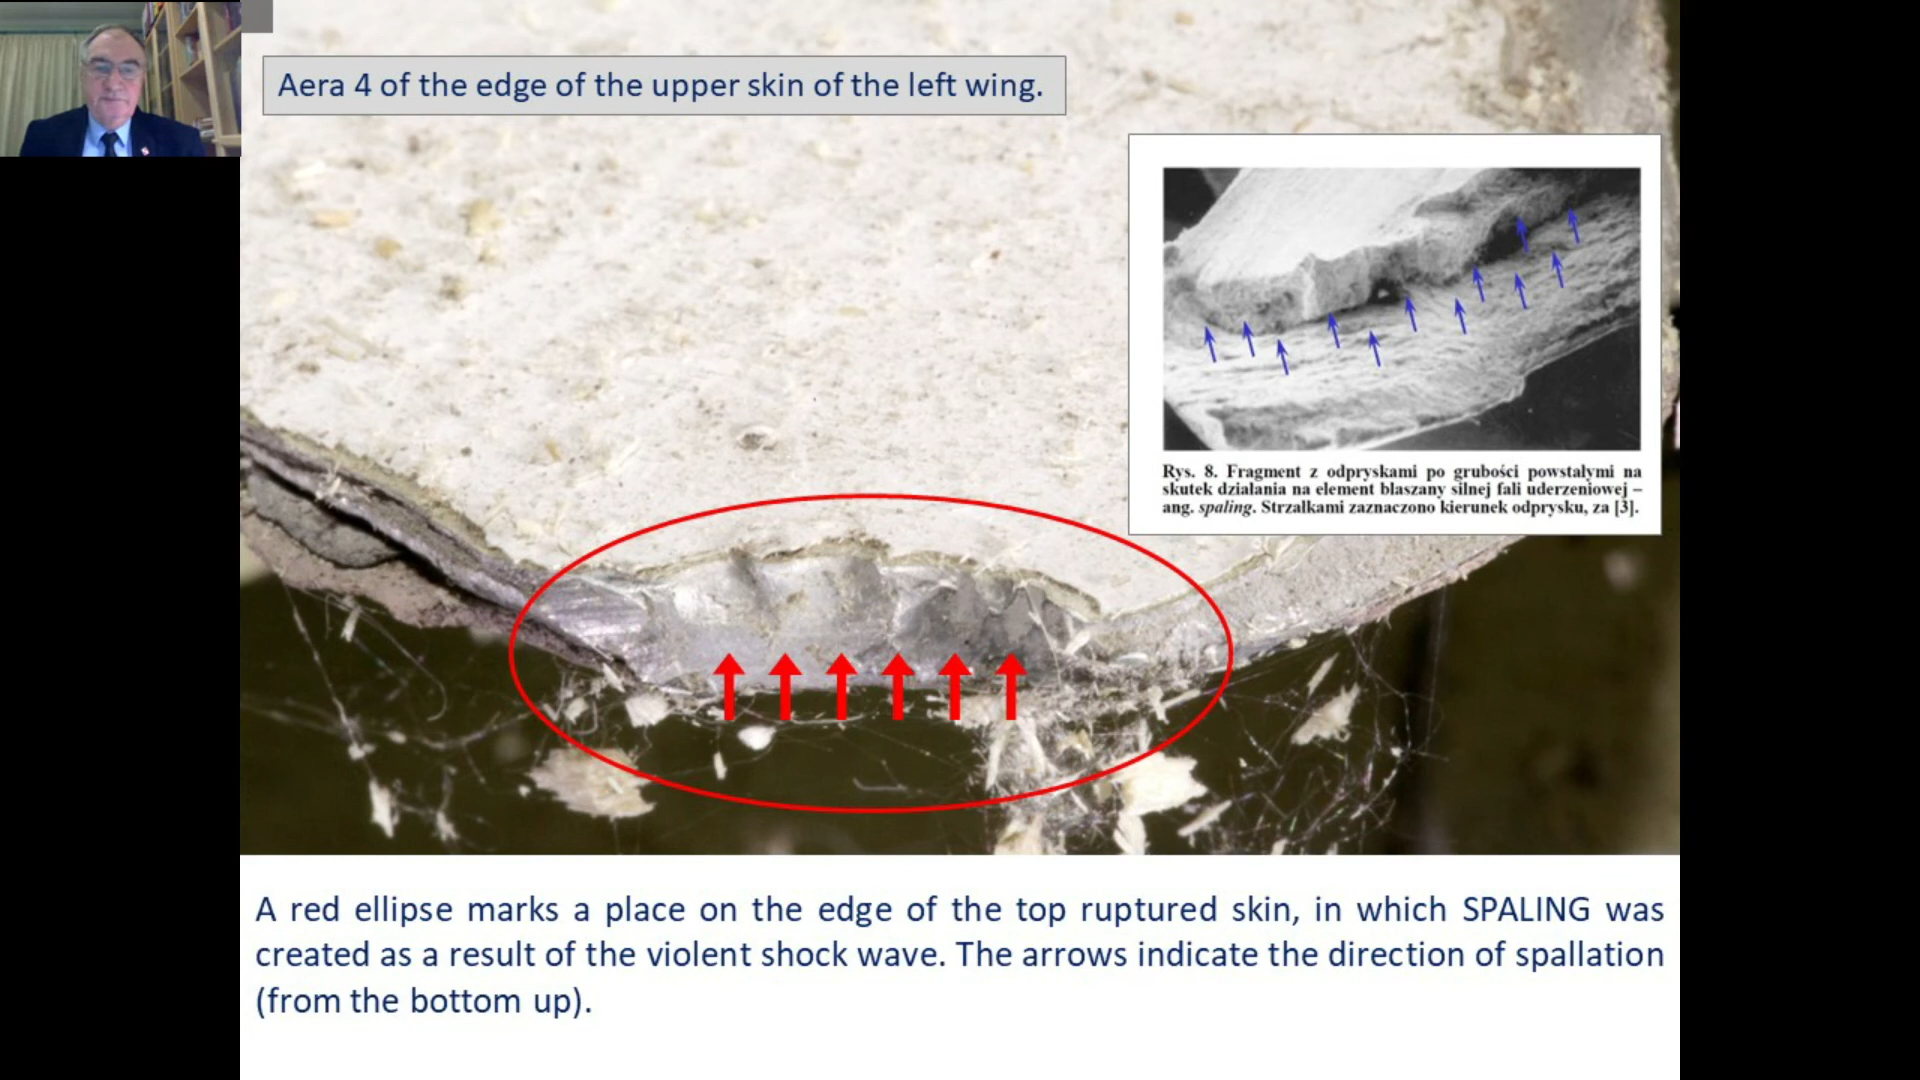 Aera 4 of the edge of the upper skin of the left wing.
Rys. 8. Fragment z odpryskami po grubości powstałymi na
skutek działania na element blaszany silnej fali uderzeniowej –
ang. spaling. Strzałkami zaznaczono kierunek odprysku, za [3].
A red ellipse marks a place on the edge of the top ruptured skin, in which SPALING was
created as a result of the violent shock wave. The arrows indicate the direction of spallation
(from the bottom up).